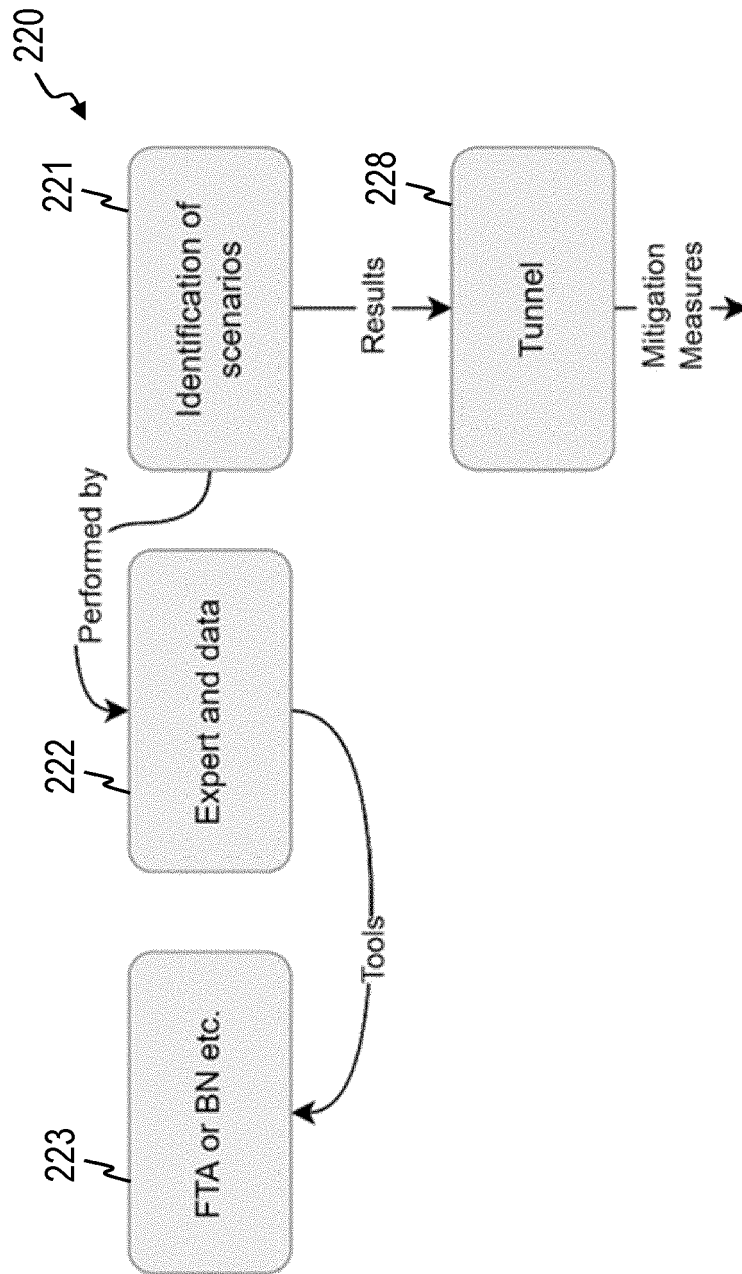 220
223
FTA or BN etc.
222
Expert and data
221
Identification of
scenarios
Performed by
Tools
Results
228
Tunnel
Mitigation
Measures